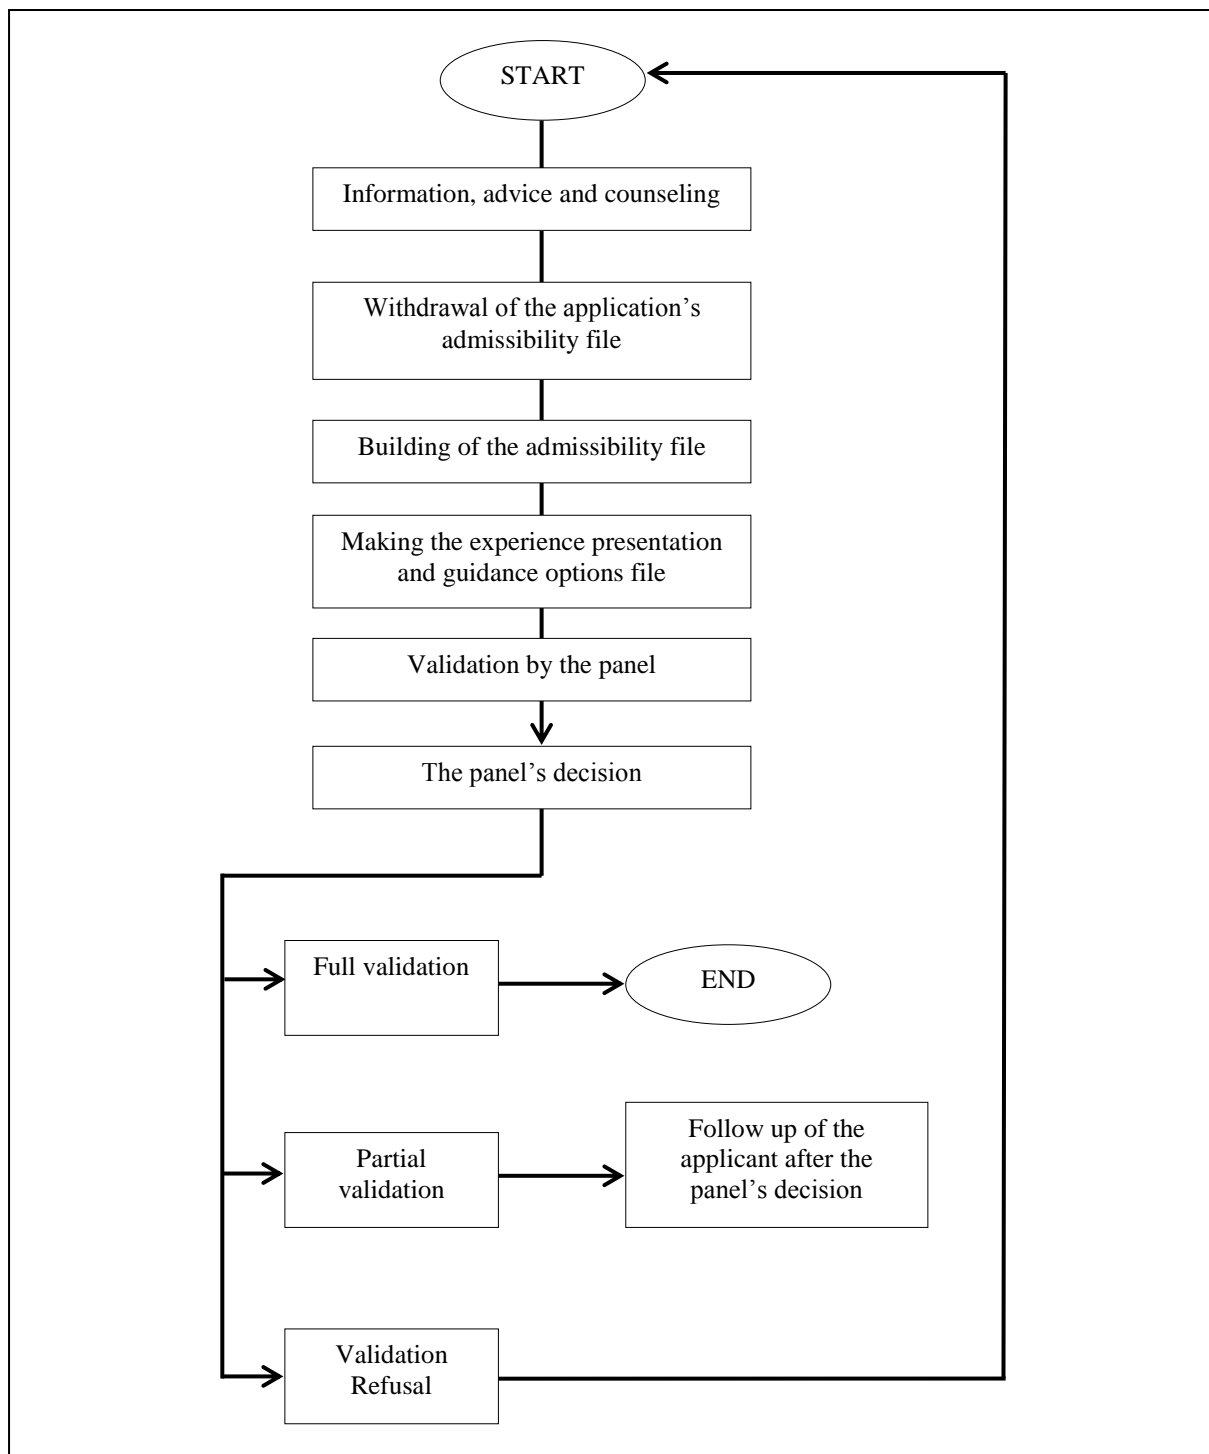 START
Information, advice and counseling
Withdrawal of the application’s
admissibility file
Building of the admissibility file
Making the experience presentation
and guidance options file
Validation by the panel
The panel’s decision
Full validation
END
Partial
validation
Follow up of the
applicant after the
panel’s decision
Validation
Refusal